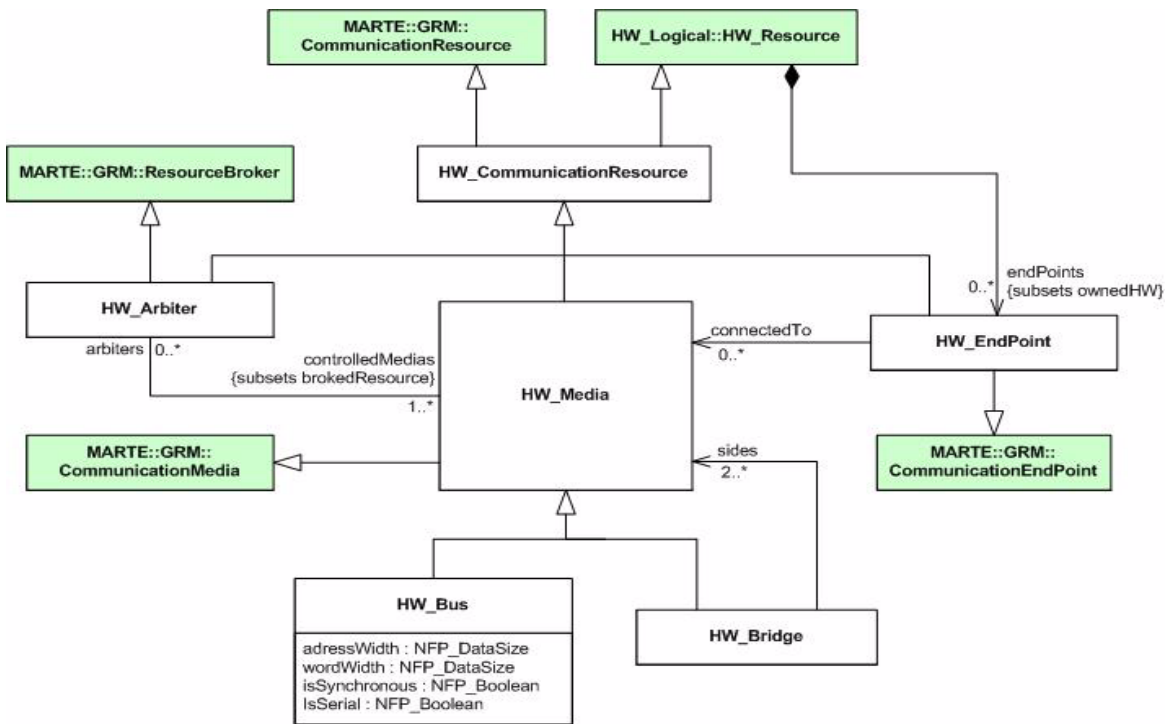 MARTE::GRM::
CommunicationResource
HW_Logical::HW_Resource
MARTE::GRM::ResourceBroker
HW_CommunicationResource
endPoints
0..*
{subsets ownedHW}
HW_Arbiter
arbiters
0..*
controlledMedias
{subsets brokedResource}
1..*
HW_Media
connectedTo
0..*
HW_EndPoint
MARTE::GRM::
CommunicationMedia
sides
2..*
MARTE::GRM::
CommunicationEndPoint
HW_Bus
adressWidth : NFP_DataSize
wordWidth : NFP_DataSize
isSynchronous : NFP_Boolean
IsSerial : NFP_Boolean
HW_Bridge